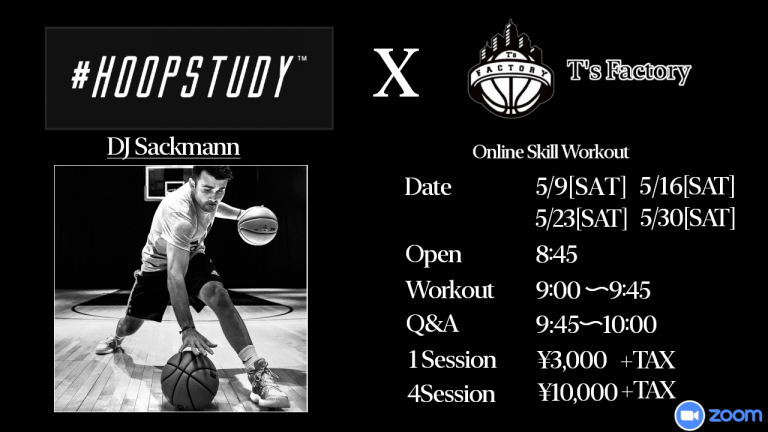 #HOOPSTUDY™
X
T's
FACTORY
T's Factory
DJ Sackmann
Online Skill Workout
Date 5/9[SAT] 5/16[SAT]
5/23[SAT] 5/30[SAT]
Open 8:45
Workout 9:00〜9:45
Q&A 9:45〜10:00
1 Session ¥3,000 +TAX
4Session ¥10,000 +TAX
zoom